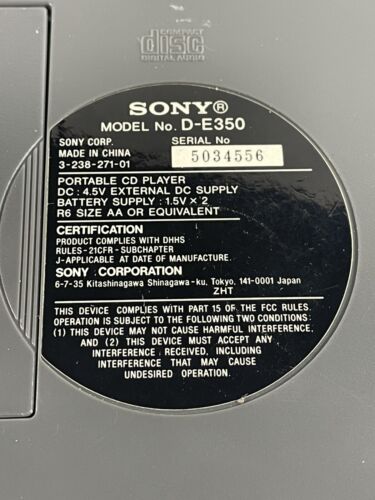 COMPACT
disc
DIGITAL AUDIO
SONY®
MODEL No. D-E350
SONY CORP. SERIAL No
MADE IN CHINA 5034556
3-238-271-01
PORTABLE CD PLAYER
DC : 4.5V EXTERNAL DC SUPPLY
BATTERY SUPPLY : 1.5V × 2
R6 SIZE AA OR EQUIVALENT
CERTIFICATION
PRODUCT COMPLIES WITH DHHS
RULES-21CFR-SUBCHAPTER
J-APPLICABLE AT DATE OF MANUFACTURE.
SONY CORPORATION
6-7-35 Kitashinagawa Shinagawa-ku, Tokyo, 141-0001 Japan
ZHT
THIS DEVICE COMPLIES WITH PART 15 OF THE FCC RULES.
OPERATION IS SUBJECT TO THE FOLLOWING TWO CONDITIONS:
(1) THIS DEVICE MAY NOT CAUSE HARMFUL INTERFERENCE,
AND (2) THIS DEVICE MUST ACCEPT ANY
INTERFERENCE RECEIVED, INCLUDING
INTERFERENCE THAT MAY CAUSE
UNDESIRED OPERATION.